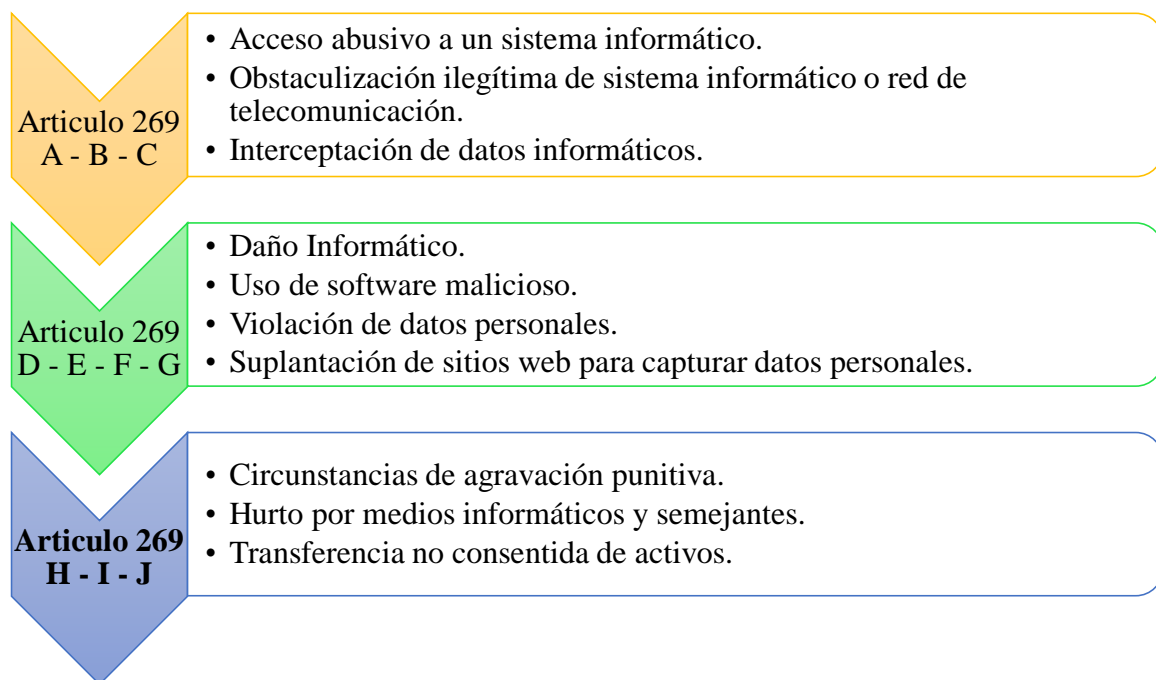 Articulo 269
A - B - C
• Acceso abusivo a un sistema informático.
• Obstaculización ilegítima de sistema informático o red de
telecomunicación.
• Interceptación de datos informáticos.
Articulo 269
D - E - F - G
• Daño Informático.
• Uso de software malicioso.
• Violación de datos personales.
• Suplantación de sitios web para capturar datos personales.
Articulo 269
H - I - J
• Circunstancias de agravación punitiva.
• Hurto por medios informáticos y semejantes.
• Transferencia no consentida de activos.